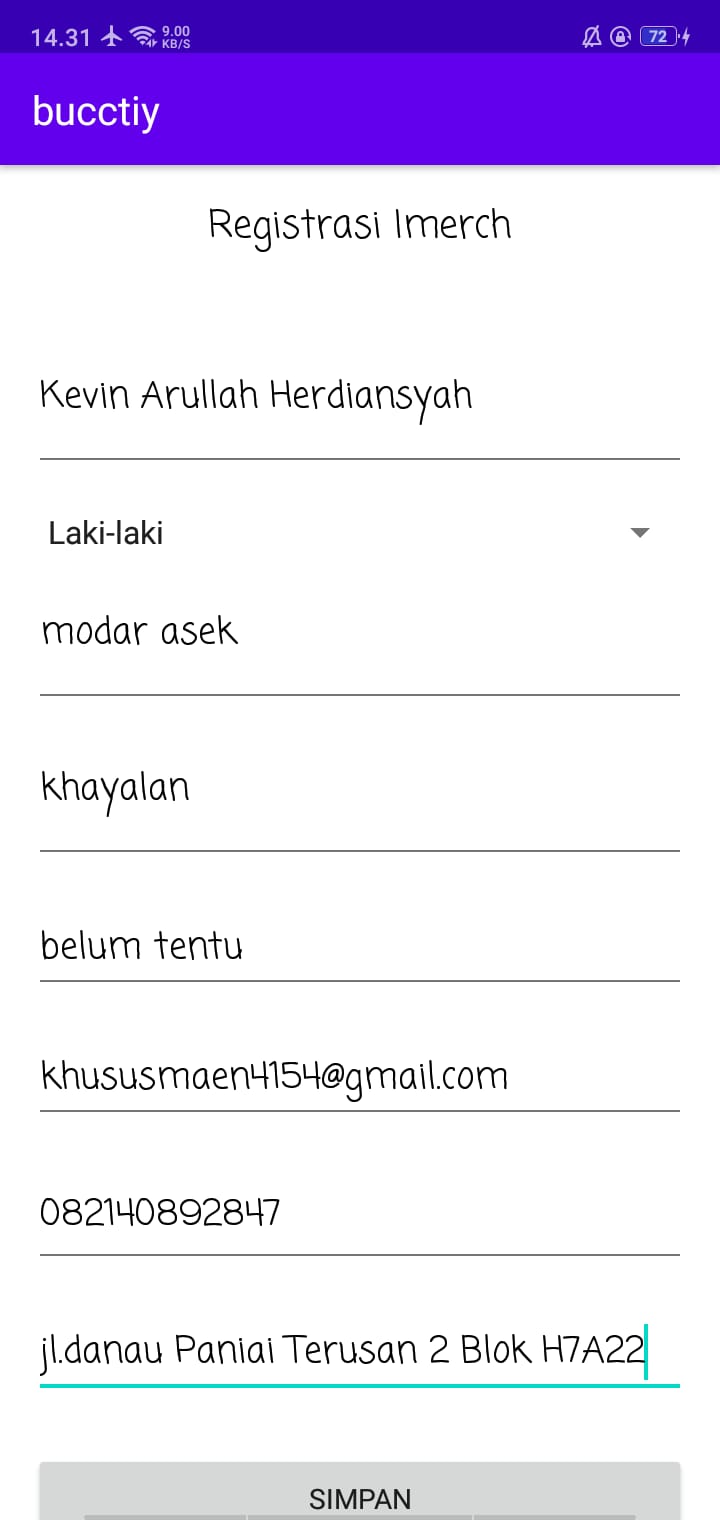 14.31 9.00 KB/S 72
bucctiy
Registrasi Imerch
Kevin Arullah Herdiansyah
Laki-laki
modar asek
khayalan
belum tentu
khususmaen4154@gmail.com
082140892847
jl.danau Paniai Terusan 2 Blok H7A22
SIMPAN